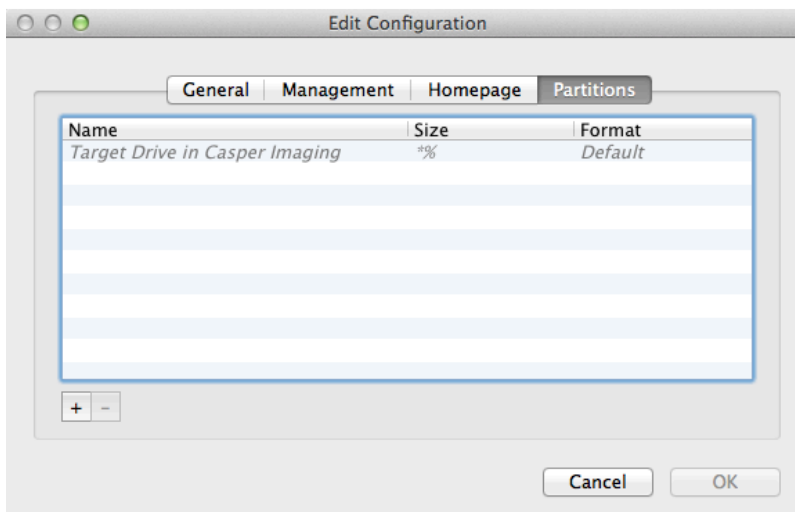 Edit Configuration
General Management Homepage Partitions
Name Size Format
Target Drive in Casper Imaging *% Default
+ −
Cancel OK